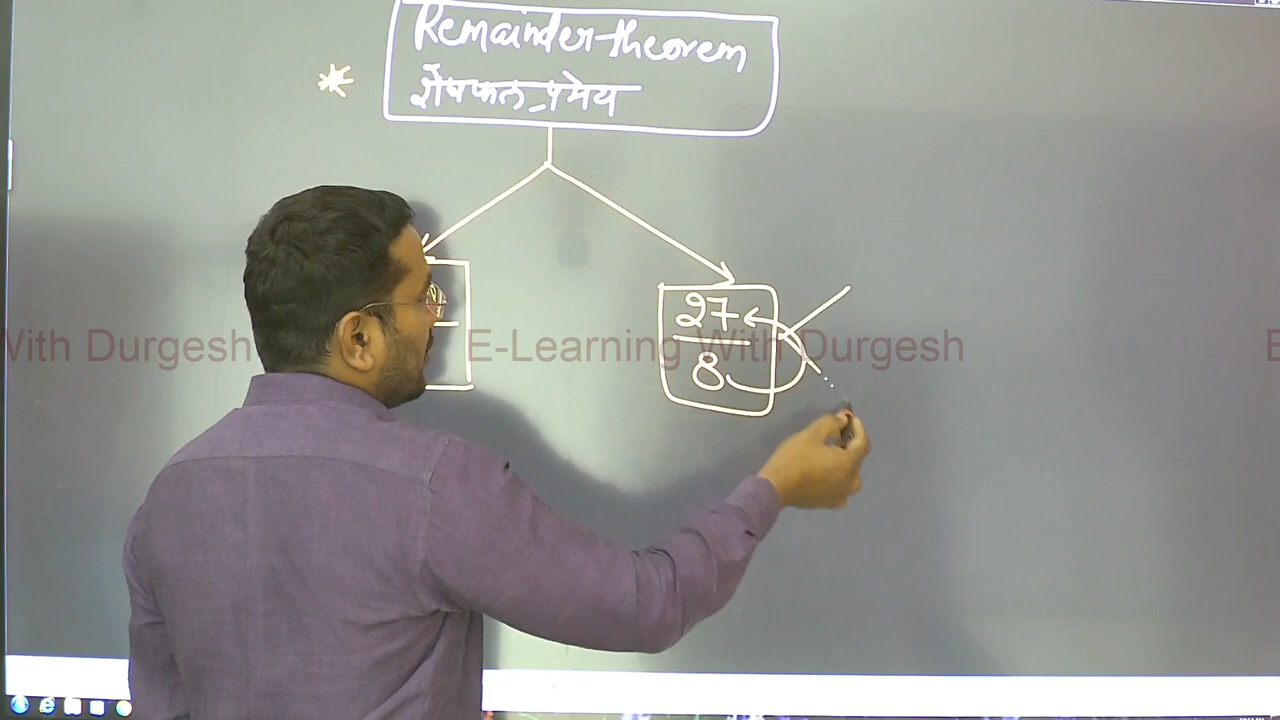 Remainder-theorem
शेषफल-प्रमेय
27
8
With Durgesh E-Learning With Durgesh E